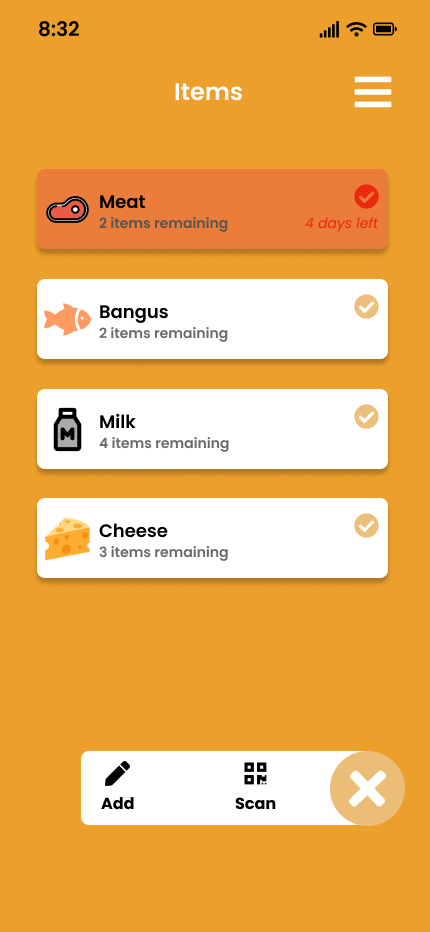 8:32
Items
Meat
2 items remaining
4 days left
Bangus
2 items remaining
M
Milk
4 items remaining
Cheese
3 items remaining
Add
Scan